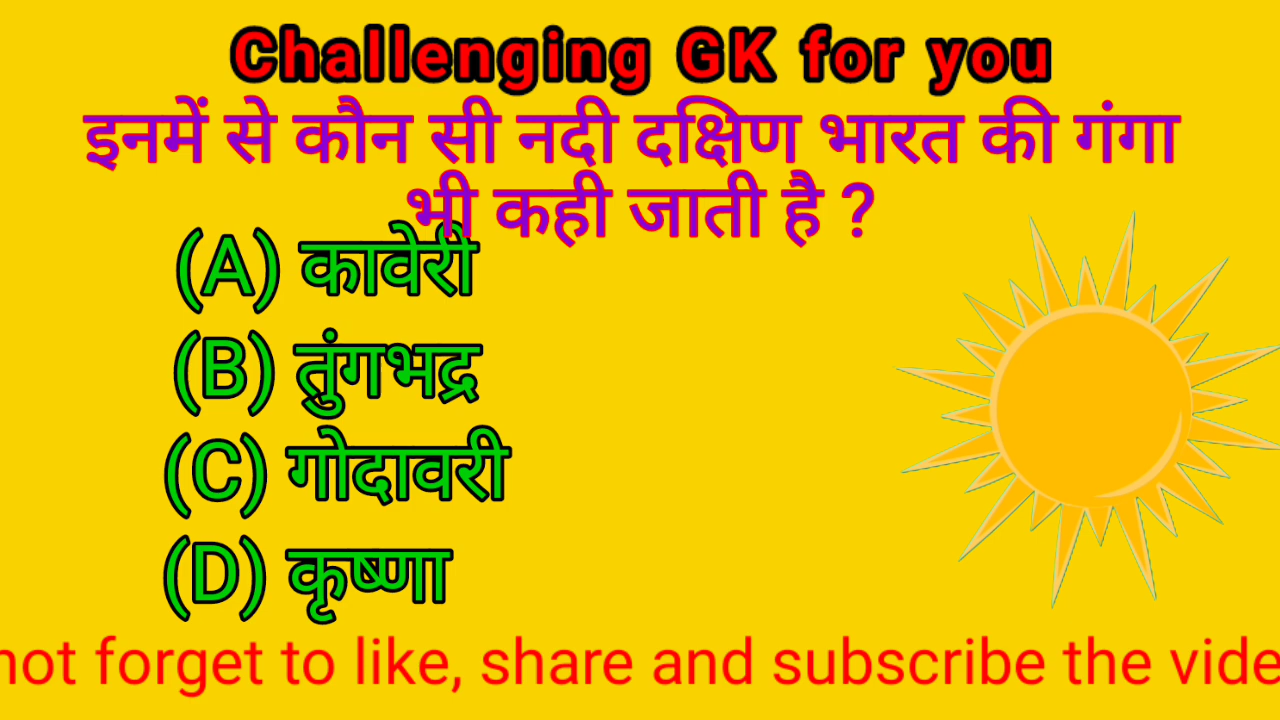 Challenging GK for you
इनमें से कौन सी नदी दक्षिण भारत की गंगा
भी कही जाती है ?
(A) कावेरी
(B) तुंगभद्र
(C) गोदावरी
(D) कृष्णा
not forget to like, share and subscribe the vide